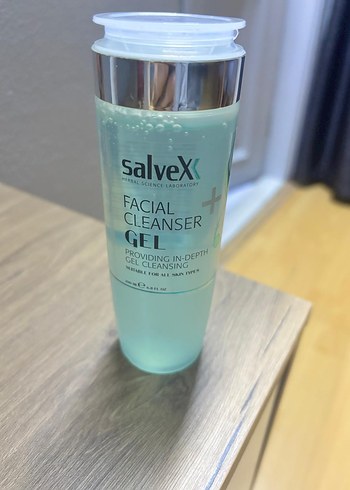 salveX
HERBAL SCIENCE LABORATORY
FACIAL
CLEANSER
GEL
PROVIDING IN-DEPTH
GEL CLEANSING
SUITABLE FOR ALL SKIN TYPES